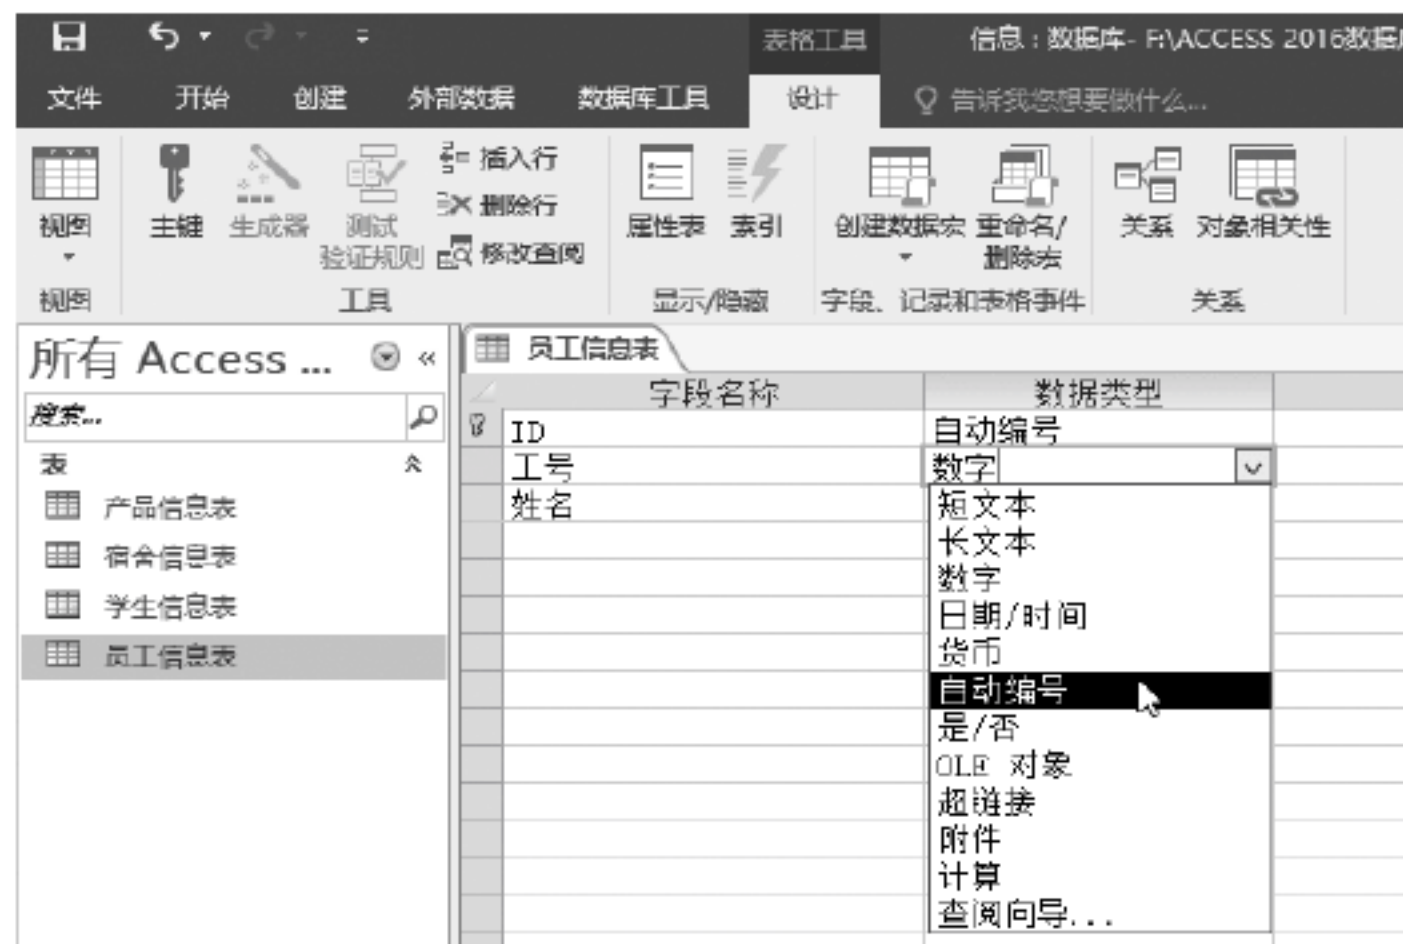 表格工具 信息：数据库- F:\ACCESS 2016数据
文件 开始 创建 外部数据 数据库工具 设计 告诉我您想要做什么...
视图 主键 生成器 测试验证规则 插入行 删除行 修改查阅 属性表 索引 创建数据宏 重命名/删除宏 关系 对象相关性
视图 工具 显示/隐藏 字段、记录和表格事件 关系
所有 Access ... «
搜索...
表
产品信息表
宿舍信息表
学生信息表
员工信息表
员工信息表
字段名称 数据类型
ID 自动编号
工号 数字
姓名
短文本
长文本
数字
日期/时间
货币
自动编号
是/否
OLE 对象
超链接
附件
计算
查阅向导...